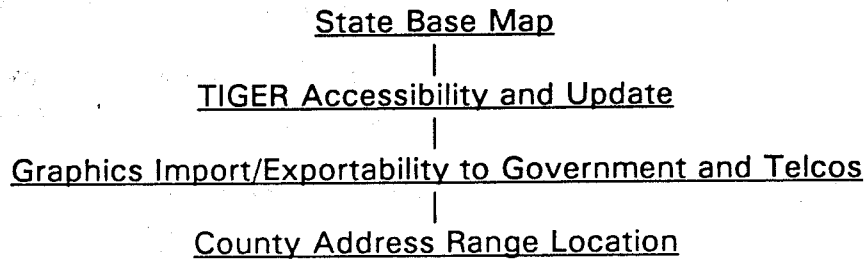 State Base Map
TIGER Accessibility and Update
Graphics Import/Exportability to Government and Telcos
County Address Range Location